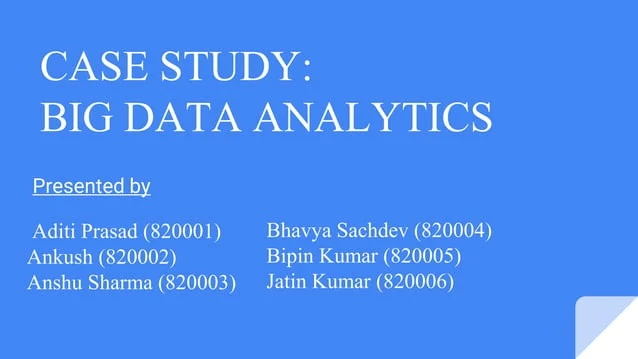 CASE STUDY:
BIG DATA ANALYTICS
Presented by
Aditi Prasad (820001)
Ankush (820002)
Anshu Sharma (820003)
Bhavya Sachdev (820004)
Bipin Kumar (820005)
Jatin Kumar (820006)